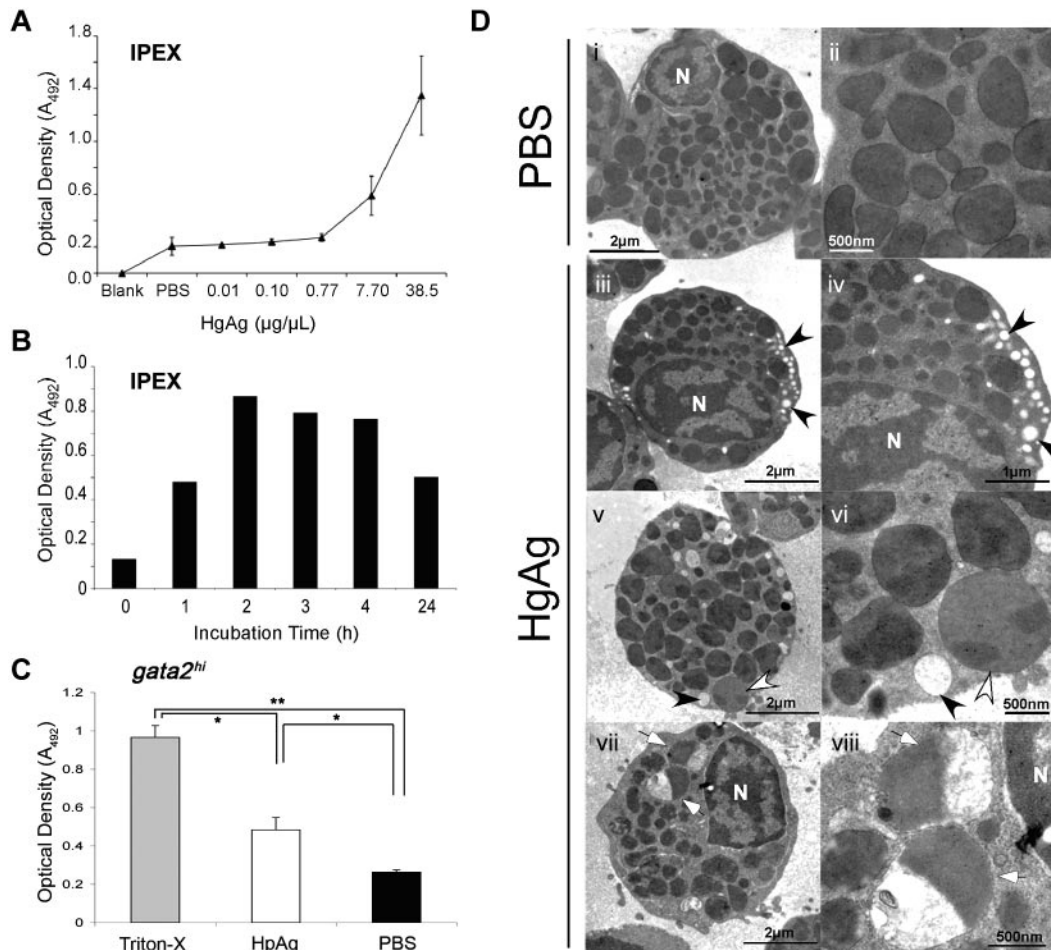 A
IPEX
Optical Density (A492)
1.8
1.4
1.0
0.6
0.2
0.0
Blank PBS 0.01 0.10 0.77 7.70 38.5
HgAg (µg/µL)
B
IPEX
Optical Density (A492)
1.0
0.8
0.6
0.4
0.2
0
0 1 2 3 4 24
Incubation Time (h)
C
gata2hi
Optical Density (A492)
1.2
1
0.8
0.6
0.4
0.2
0
**
* *
Triton-X HpAg PBS
D
PBS
i
N
2µm
ii
500nm
HgAg
iii
N
2µm
iv
N
1µm
v
2µm
vi
500nm
vii
N
2µm
viii
N
500nm